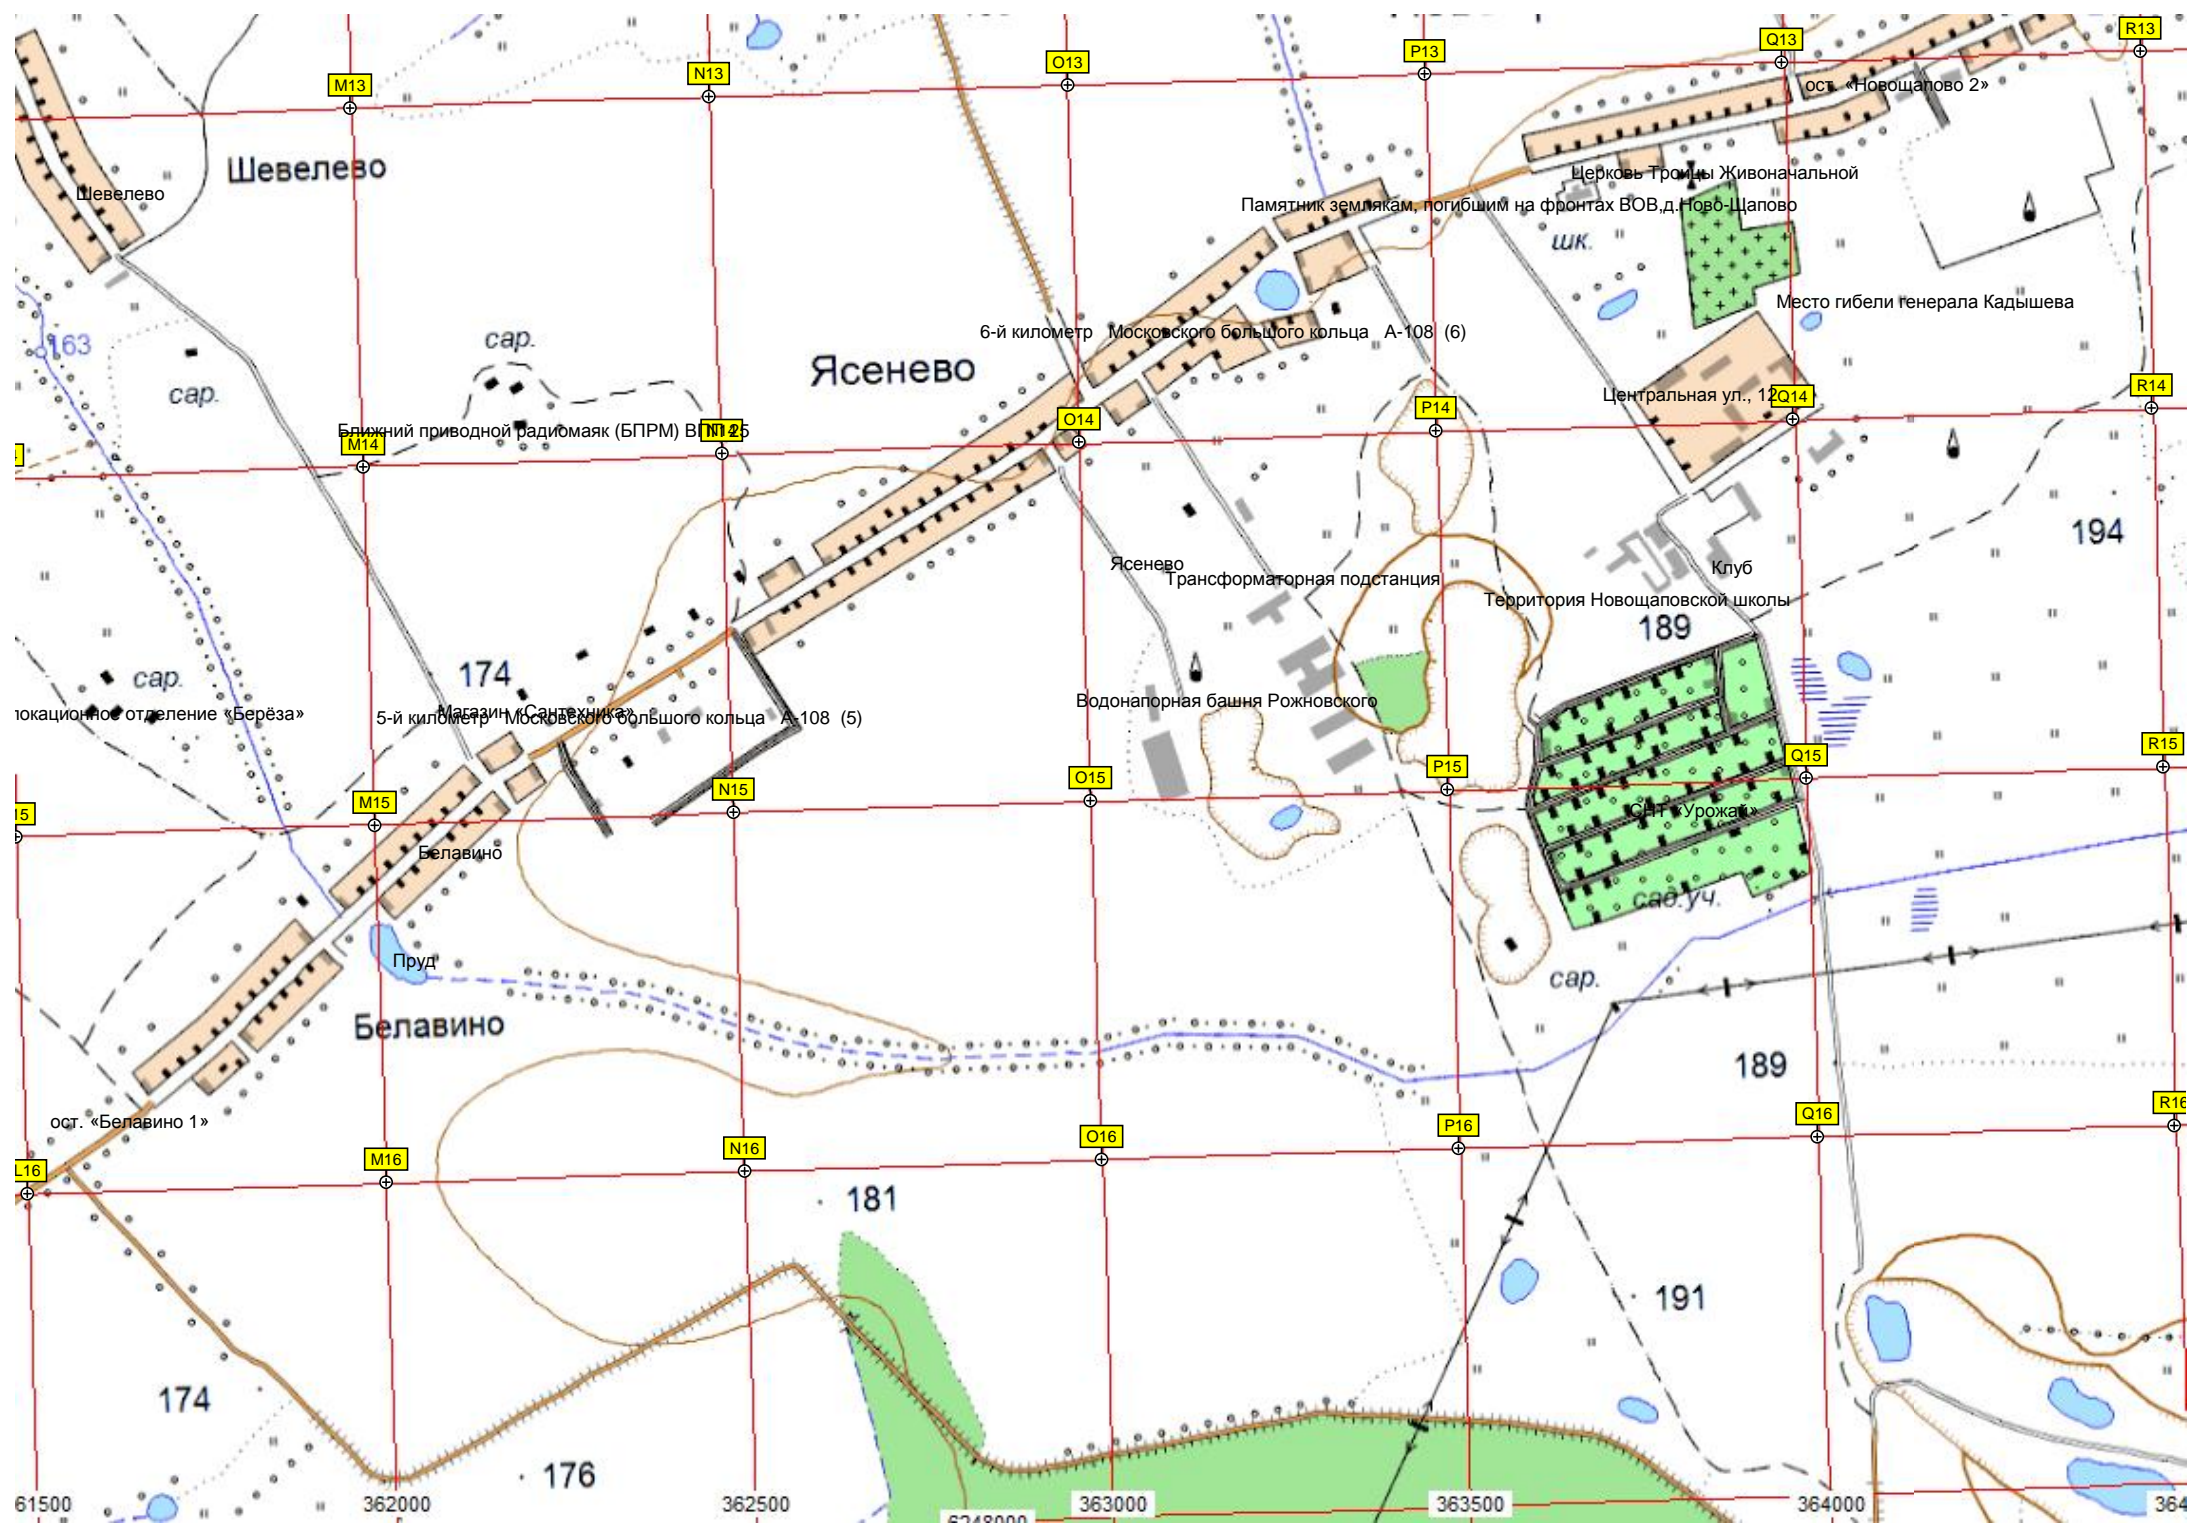 R13
Q13
P13
O13
N13
M13
ост. «Новощапово 2»
Шевелево
Шевелево
Церковь Троицы Живоначальной
Памятник землякам, погибшим на фронтах ВОВ,д.Ново-Щапово
шк.
Место гибели генерала Кадышева
6-й километр Московского большого кольца А-108 (6)
163
сар.
сар.
Ясенево
R14
Центральная ул., 12
Q14
P14
O14
Ближний приводной радиомаяк (БПРМ) ВПП 25
N14
M14
194
Ясенево
Трансформаторная подстанция
Клуб
Территория Новощаповской школы
189
174
сар.
Водонапорная башня Рожновского
локационное отделение «Берёза»
Магазин «Сантехника»
5-й километр Московского большого кольца А-108 (5)
R15
Q15
P15
O15
N15
M15
15
СНТ «Урожай»
Белавино
сад.уч.
Пруд
сар.
Белавино
189
ост. «Белавино 1»
R16
Q16
P16
O16
N16
M16
L16
181
191
174
176
61500
362000
362500
363000
363500
364000
364
6248000